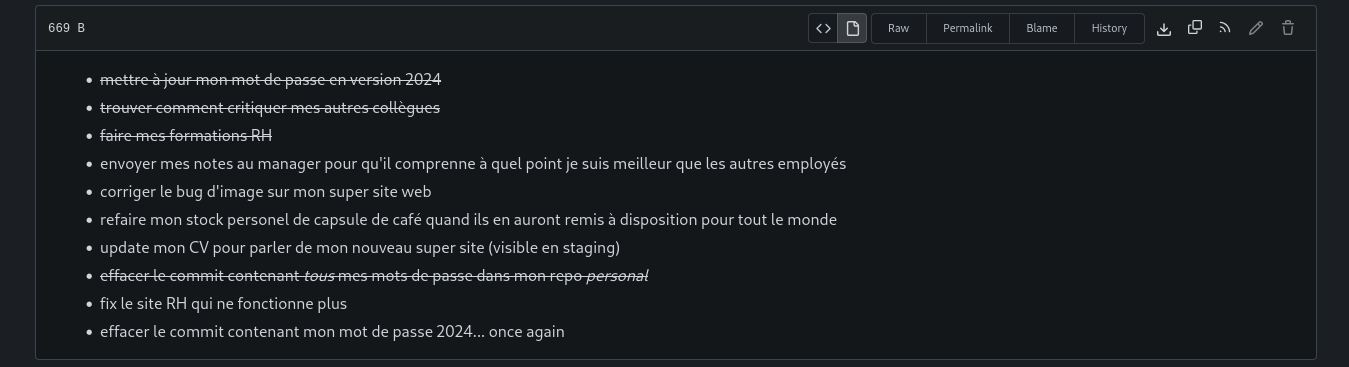 669 B
Raw Permalink Blame History
mettre à jour mon mot de passe en version 2024
trouver comment critiquer mes autres collègues
faire mes formations RH
envoyer mes notes au manager pour qu'il comprenne à quel point je suis meilleur que les autres employés
corriger le bug d'image sur mon super site web
refaire mon stock personel de capsule de café quand ils en auront remis à disposition pour tout le monde
update mon CV pour parler de mon nouveau super site (visible en staging)
effacer le commit contenant tous mes mots de passe dans mon repo personal
fix le site RH qui ne fonctionne plus
effacer le commit contenant mon mot de passe 2024... once again